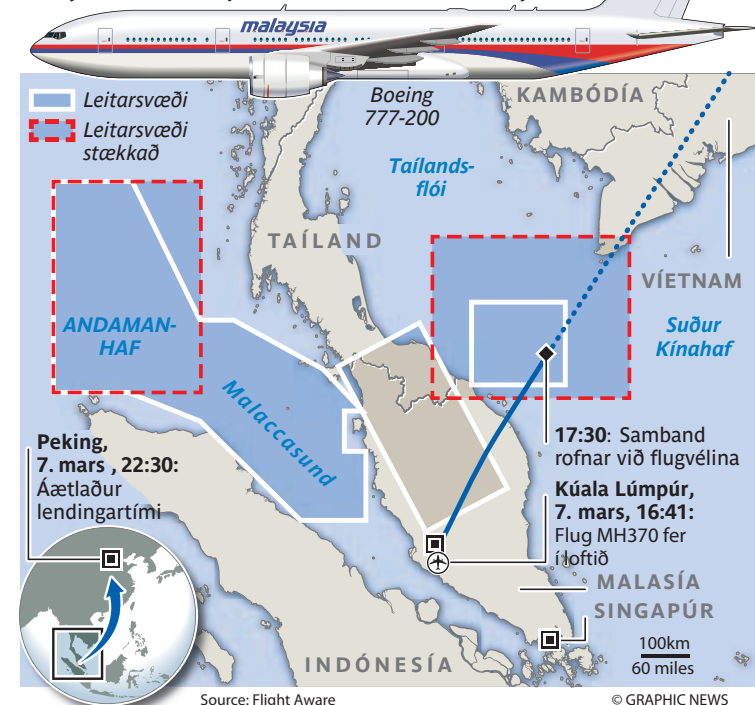 malaysia
Leitarsvæði
Leitarsvæði
stækkað
Boeing
777-200
KAMBÓDÍA
Taílands-
flói
TAÍLAND
VÍETNAM
ANDAMAN-
HAF
Suður
Kínahaf
Malaccasund
Peking,
7. mars , 22:30:
Áætlaður
lendingartími
17:30: Samband
rofnar við flugvélina
Kúala Lúmpúr,
7. mars, 16:41:
Flug MH370 fer
í loftið
MALASÍA
SINGAPÚR
INDÓNESÍA
100km
60 miles
Source: Flight Aware
© GRAPHIC NEWS